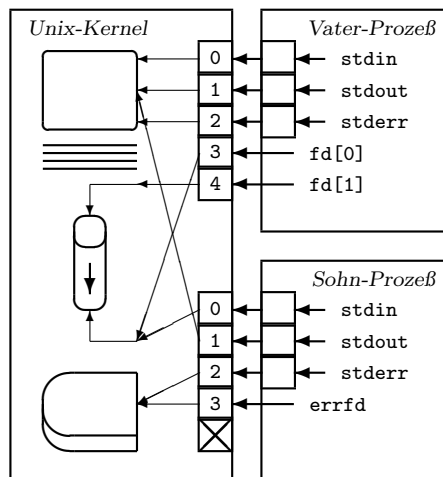 Unix-Kernel
Vater-Prozeß
0 stdin
1 stdout
2 stderr
3 fd[0]
4 fd[1]
Sohn-Prozeß
0 stdin
1 stdout
2 stderr
3 errfd